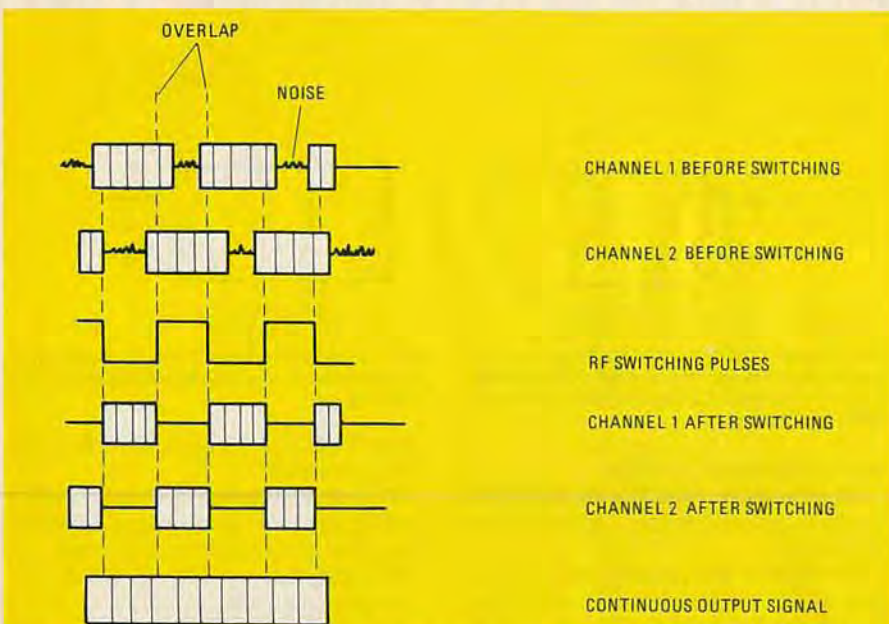 OVERLAP
NOISE
CHANNEL 1 BEFORE SWITCHING
CHANNEL 2 BEFORE SWITCHING
RF SWITCHING PULSES
CHANNEL 1 AFTER SWITCHING
CHANNEL 2 AFTER SWITCHING
CONTINUOUS OUTPUT SIGNAL